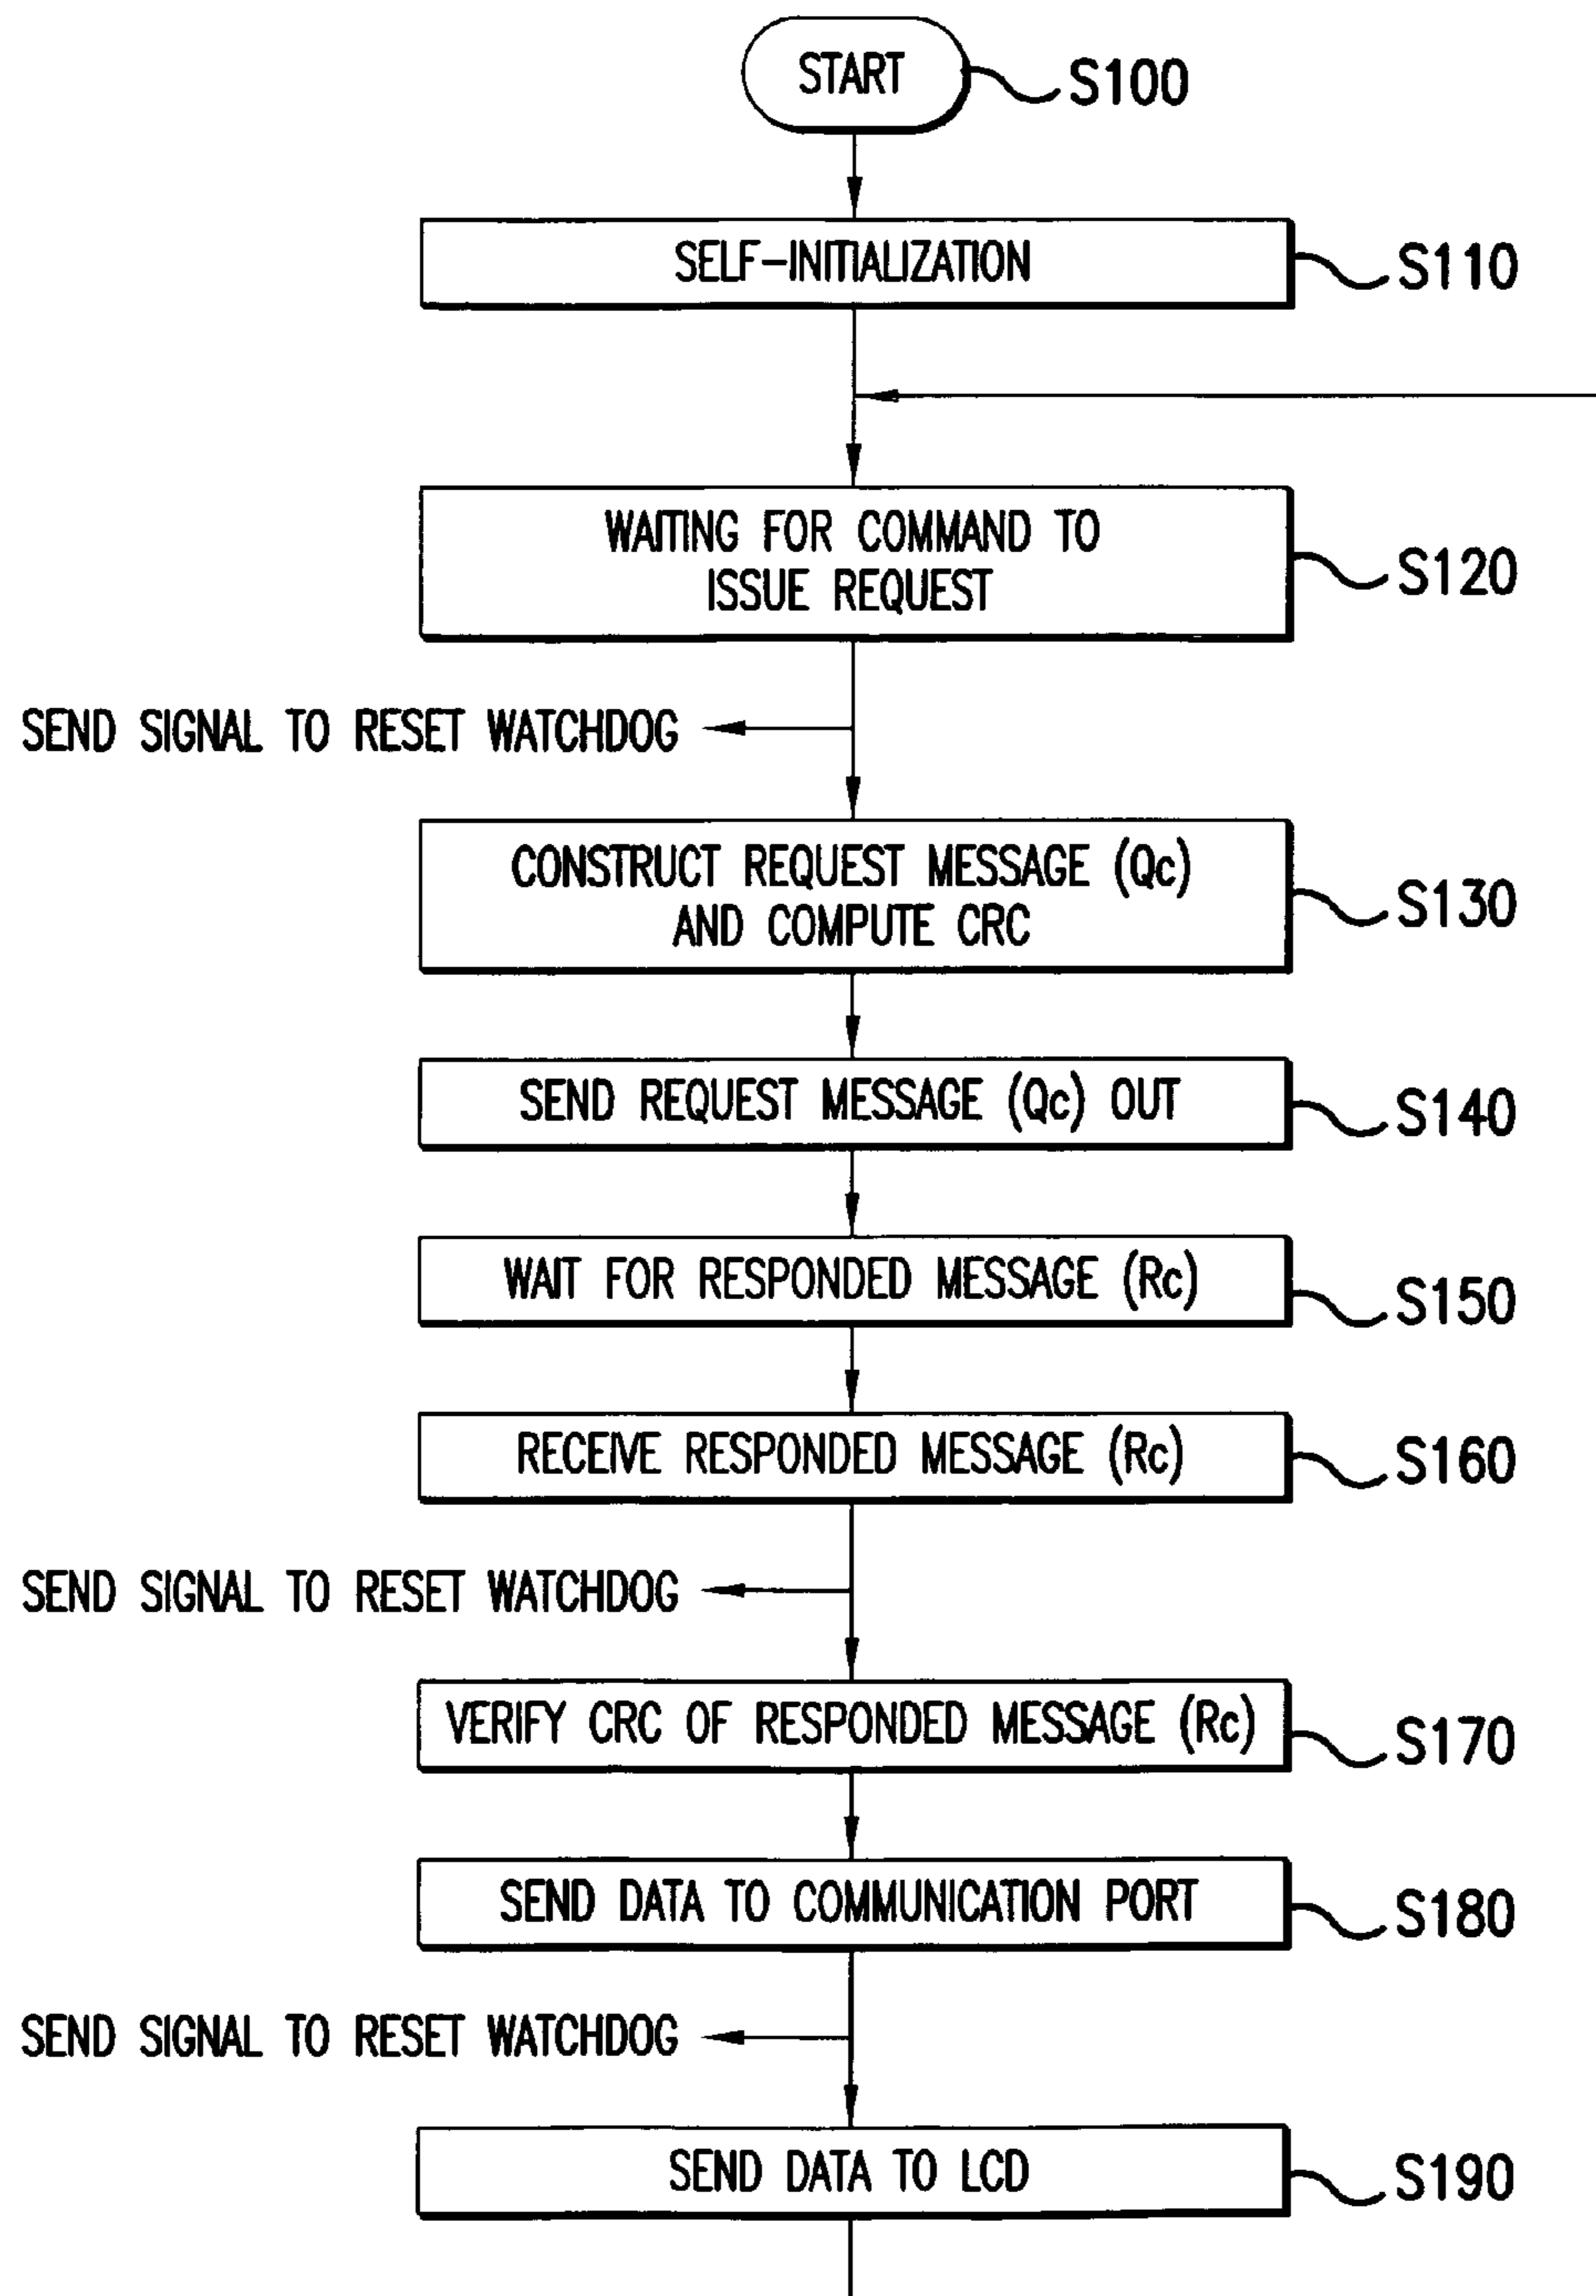 START
S100
SELF-INITIALIZATION
S110
WAITING FOR COMMAND TO
ISSUE REQUEST
S120
SEND SIGNAL TO RESET WATCHDOG
CONSTRUCT REQUEST MESSAGE (Qc)
AND COMPUTE CRC
S130
SEND REQUEST MESSAGE (Qc) OUT
S140
WAIT FOR RESPONDED MESSAGE (Rc)
S150
RECEIVE RESPONDED MESSAGE (Rc)
S160
SEND SIGNAL TO RESET WATCHDOG
VERIFY CRC OF RESPONDED MESSAGE (Rc)
S170
SEND DATA TO COMMUNICATION PORT
S180
SEND SIGNAL TO RESET WATCHDOG
SEND DATA TO LCD
S190